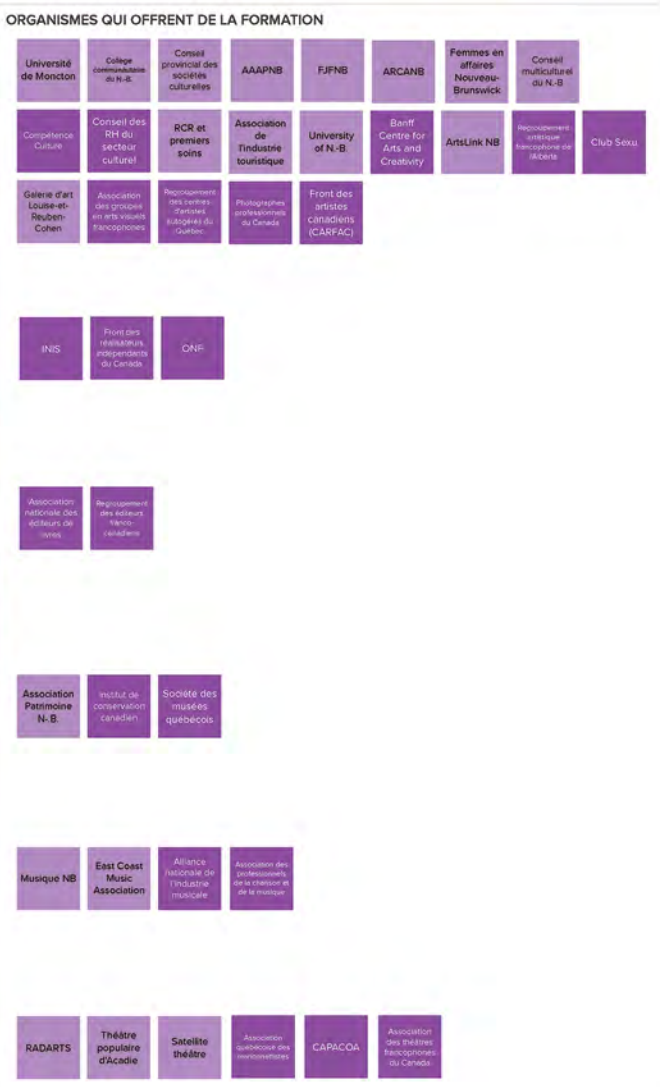 ORGANISMES QUI OFFRENT DE LA FORMATION
Université
de Moncton
Collège
communautaire
du N.-B.
Conseil
provincial des
sociétés
culturelles
AAAPNB
FJFNB
ARCANB
Femmes en
affaires
Nouveau-
Brunswick
Conseil
multiculturel
du N.-B
Compétence
Culture
Conseil des
RH du
secteur
culturel
RCR et
premiers
soins
Association
de
l'industrie
touristique
University
of N.-B.
Banff
Centre for
Arts and
Creativity
ArtsLink NB
Regroupement
artistique
francophone de
l'Alberta
Club Sexu
Galerie d'art
Louise-et-
Reuben-
Cohen
Association
des groupes
en arts visuels
francophones
Regroupement
des centres
d'artistes
autogérés du
Québec
Photographes
professionnels
du Canada
Front des
artistes
canadiens
(CARFAC)
INIS
Front des
réalisateurs
indépendants
du Canada
ONF
Association
nationale des
éditeurs de
livres
Regroupement
des éditeurs
franco-
canadiens
Association
Patrimoine
N-.B.
Institut de
conservation
canadien
Société des
musées
québécois
Musique NB
East Coast
Music
Association
Alliance
nationale de
l'industrie
musicale
Association des
professionnels
de la chanson et
de la musique
RADARTS
Théâtre
populaire
d'Acadie
Satellite
théâtre
Association
québécoise des
marionnettistes
CAPACOA
Association
des théâtres
francophones
du Canada